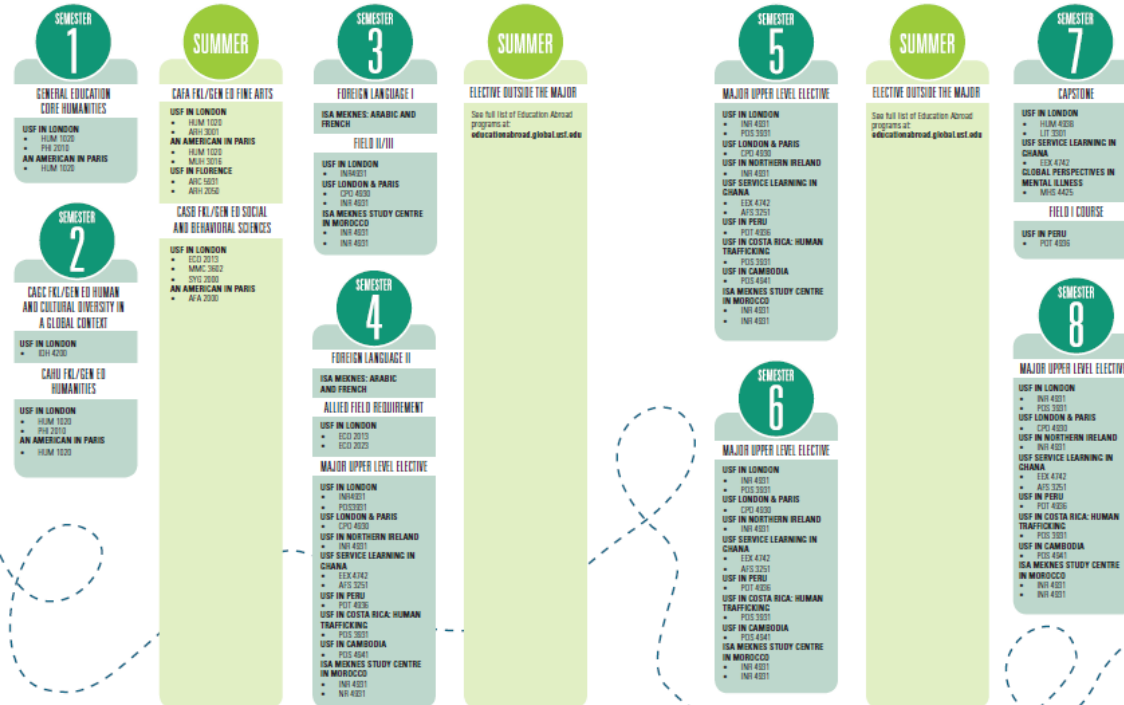 SEMESTER
1
GENERAL EDUCATION
CORE HUMANITIES
USF IN LONDON
• HUM 1020
• PHI 2010
AN AMERICAN IN PARIS
• HUM 1020
SEMESTER
2
CAGC FKL/GEN ED HUMAN
AND CULTURAL DIVERSITY IN
A GLOBAL CONTEXT
USF IN LONDON
• IDH 4200
CAHU FKL/GEN ED
HUMANITIES
USF IN LONDON
• HUM 1020
• PHI 2010
AN AMERICAN IN PARIS
• HUM 1020
SUMMER
CAFA FKL/GEN ED FINE ARTS
USF IN LONDON
• HUM 1020
• ARH 3001
AN AMERICAN IN PARIS
• HUM 1020
• MUH 3016
USF IN FLORENCE
• ARC 5931
• ARH 2050
CASB FKL/GEN ED SOCIAL
AND BEHAVIORAL SCIENCES
USF IN LONDON
• ECO 2013
• MMC 3602
• SYG 2000
AN AMERICAN IN PARIS
• AFA 2000
SEMESTER
3
FOREIGN LANGUAGE I
ISA MEKNES: ARABIC AND
FRENCH
FIELD II/III
USF IN LONDON
• INR4931
USF LONDON & PARIS
• CPO 4930
• INR 4931
ISA MEKNES STUDY CENTRE
IN MOROCCO
• INR 4931
• INR 4931
SEMESTER
4
FOREIGN LANGUAGE II
ISA MEKNES: ARABIC
AND FRENCH
ALLIED FIELD REQUIREMENT
USF IN LONDON
• ECO 2013
• ECO 2023
MAJOR UPPER LEVEL ELECTIVE
USF IN LONDON
• INR4931
• POS3931
USF LONDON & PARIS
• CPO 4930
USF IN NORTHERN IRELAND
• INR 4931
USF SERVICE LEARNING IN
GHANA
• EEX 4742
• AFS 3251
USF IN PERU
• POT 4936
USF IN COSTA RICA: HUMAN
TRAFFICKING
• POS 3931
USF IN CAMBODIA
• POS 4941
ISA MEKNES STUDY CENTRE
IN MOROCCO
• INR 4931
• NR 4931
SUMMER
ELECTIVE OUTSIDE THE MAJOR
See full list of Education Abroad
programs at:
educationabroad.global.usf.edu
SEMESTER
5
MAJOR UPPER LEVEL ELECTIVE
USF IN LONDON
• INR 4931
• POS 3931
USF LONDON & PARIS
• CPO 4930
USF IN NORTHERN IRELAND
• INR 4931
USF SERVICE LEARNING IN
GHANA
• EEX 4742
• AFS 3251
USF IN PERU
• POT 4936
USF IN COSTA RICA: HUMAN
TRAFFICKING
• POS 3931
USF IN CAMBODIA
• POS 4941
ISA MEKNES STUDY CENTRE
IN MOROCCO
• INR 4931
• INR 4931
SEMESTER
6
MAJOR UPPER LEVEL ELECTIVE
USF IN LONDON
• INR 4931
• POS 3931
USF LONDON & PARIS
• CPO 4930
USF IN NORTHERN IRELAND
• INR 4931
USF SERVICE LEARNING IN
GHANA
• EEX 4742
• AFS 3251
USF IN PERU
• POT 4936
USF IN COSTA RICA: HUMAN
TRAFFICKING
• POS 3931
USF IN CAMBODIA
• POS 4941
ISA MEKNES STUDY CENTRE
IN MOROCCO
• INR 4931
• INR 4931
SUMMER
ELECTIVE OUTSIDE THE MAJOR
See full list of Education Abroad
programs at:
educationabroad.global.usf.edu
SEMESTER
7
CAPSTONE
USF IN LONDON
• HUM 4938
• LIT 3301
USF SERVICE LEARNING IN
GHANA
• EEX 4742
GLOBAL PERSPECTIVES IN
MENTAL ILLNESS
• MHS 4425
FIELD I COURSE
USF IN PERU
• POT 4936
SEMESTER
8
MAJOR UPPER LEVEL ELECTIVE
USF IN LONDON
• INR 4931
• POS 3931
USF LONDON & PARIS
• CPO 4930
USF IN NORTHERN IRELAND
• INR 4931
USF SERVICE LEARNING IN
GHANA
• EEX 4742
• AFS 3251
USF IN PERU
• POT 4936
USF IN COSTA RICA: HUMAN
TRAFFICKING
• POS 3931
USF IN CAMBODIA
• POS 4941
ISA MEKNES STUDY CENTRE
IN MOROCCO
• INR 4931
• INR 4931